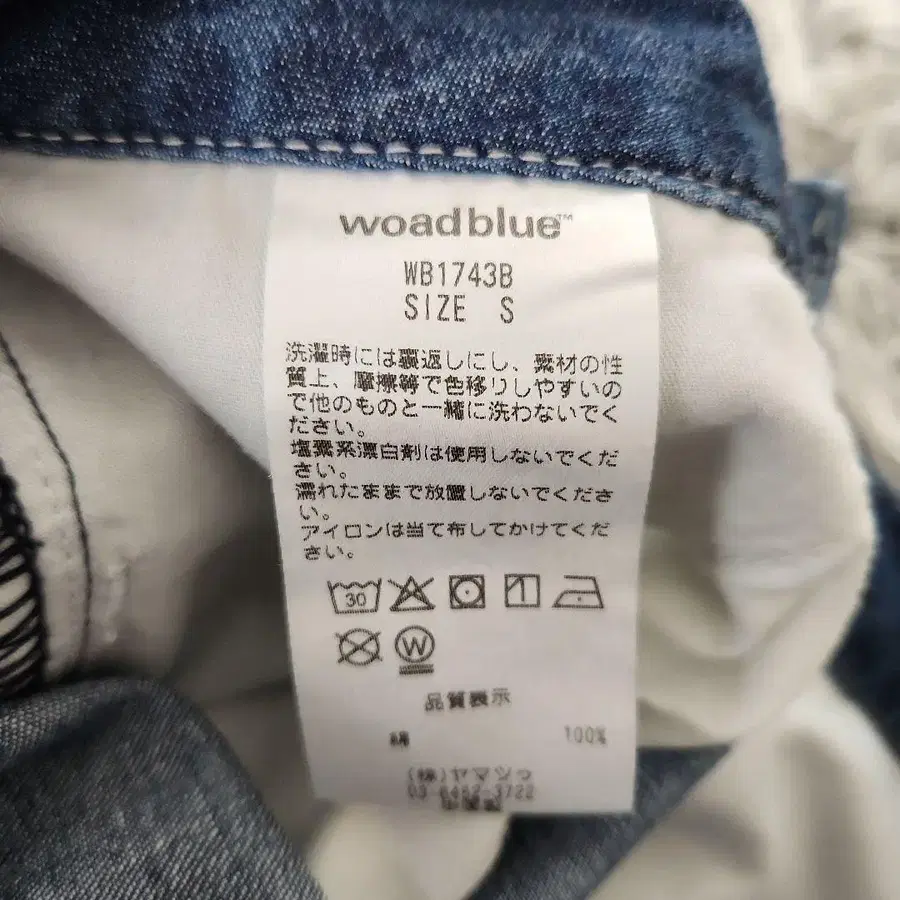 woadblue™
WB1743B
SIZE S
洗濯時には裏返しにし、素材の性
質上、摩擦等で色移りしやすいの
で他のものと一緒に洗わないでく
ださい。
塩素系漂白剤は使用しないでくだ
さい。
濡れたままで放置しないでくださ
い。
アイロンは当て布してかけてくだ
さい。
30
W
品質表示
綿 100%
(株)ヤマツゥ